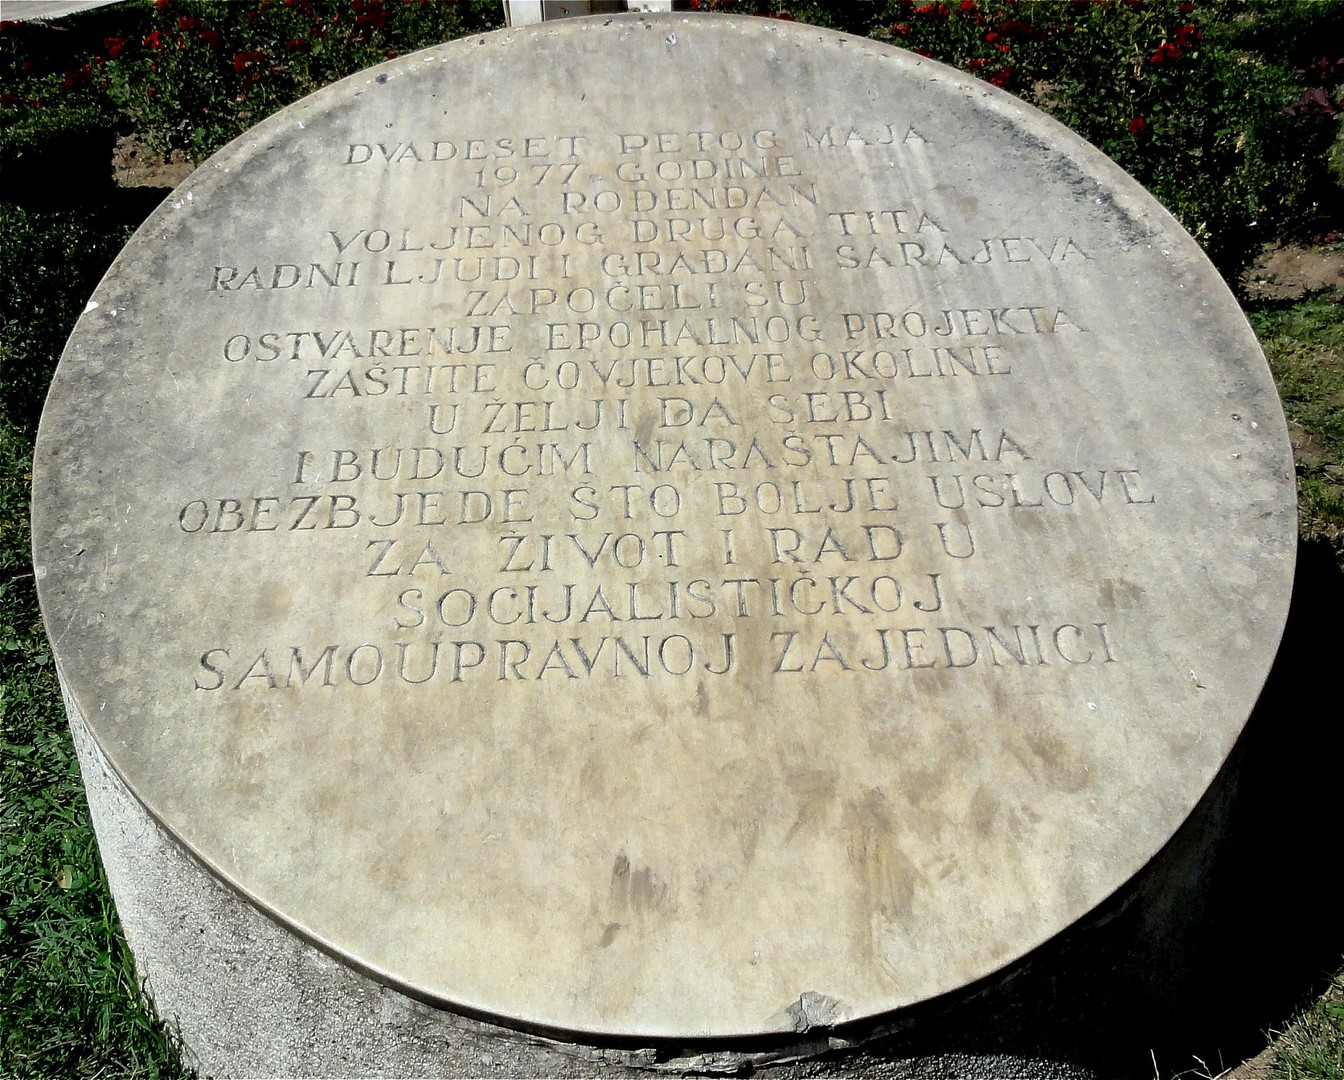 DVADESET PETOG MAJA
1977. GODINE
NA ROĐENDAN
VOLJENOG DRUGA TITA
RADNI LJUDI I GRAĐANI SARAJEVA
ZAPOČELI SU
OSTVARENJE EPOHALNOG PROJEKTA
ZAŠTITE ČOVJEKOVE OKOLINE
U ŽELJI DA SEBI
I BUDUĆIM NARAŠTAJIMA
OBEZBJEDE ŠTO BOLJE USLOVE
ZA ŽIVOT I RAD U
SOCIJALISTIČKOJ
SAMOUPRAVNOJ ZAJEDNICI